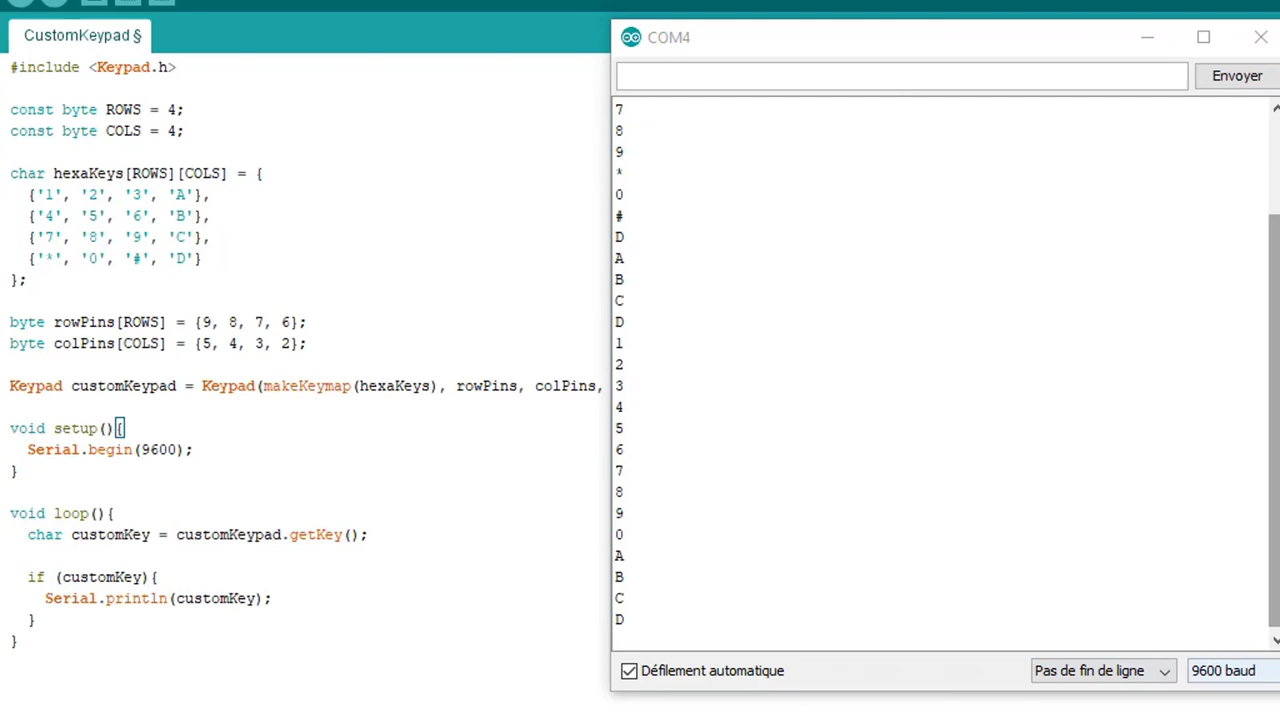 CustomKeypad §
#include <Keypad.h>
const byte ROWS = 4;
const byte COLS = 4;
char hexaKeys[ROWS][COLS] = {
{'1', '2', '3', 'A'},
{'4', '5', '6', 'B'},
{'7', '8', '9', 'C'},
{'*', '0', '#', 'D'}
};
byte rowPins[ROWS] = {9, 8, 7, 6};
byte colPins[COLS] = {5, 4, 3, 2};
Keypad customKeypad = Keypad(makeKeymap(hexaKeys), rowPins, colPins,
void setup(){
Serial.begin(9600);
}
void loop(){
char customKey = customKeypad.getKey();
if (customKey){
Serial.println(customKey);
}
}
COM4
Envoyer
7
8
9
*
0
#
D
A
B
C
D
1
2
3
4
5
6
7
8
9
0
A
B
C
D
Défilement automatique
Pas de fin de ligne
9600 baud